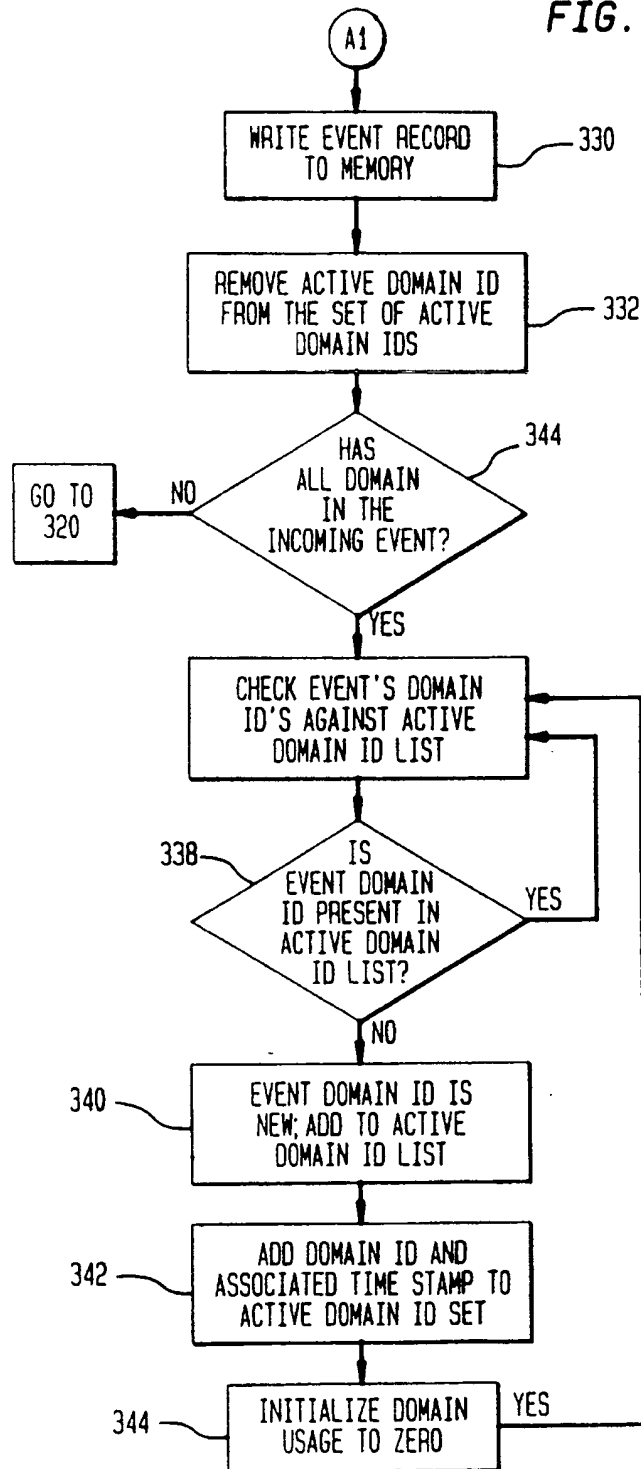 FIG.
A1
WRITE EVENT RECORD
TO MEMORY
330
REMOVE ACTIVE DOMAIN ID
FROM THE SET OF ACTIVE
DOMAIN IDS
332
HAS
ALL DOMAIN
IN THE
INCOMING EVENT?
344
NO
GO TO
320
YES
CHECK EVENT'S DOMAIN
ID'S AGAINST ACTIVE
DOMAIN ID LIST
338
IS
EVENT DOMAIN
ID PRESENT IN
ACTIVE DOMAIN
ID LIST?
YES
NO
340
EVENT DOMAIN ID IS
NEW; ADD TO ACTIVE
DOMAIN ID LIST
342
ADD DOMAIN ID AND
ASSOCIATED TIME STAMP TO
ACTIVE DOMAIN ID SET
344
INITIALIZE DOMAIN
USAGE TO ZERO
YES